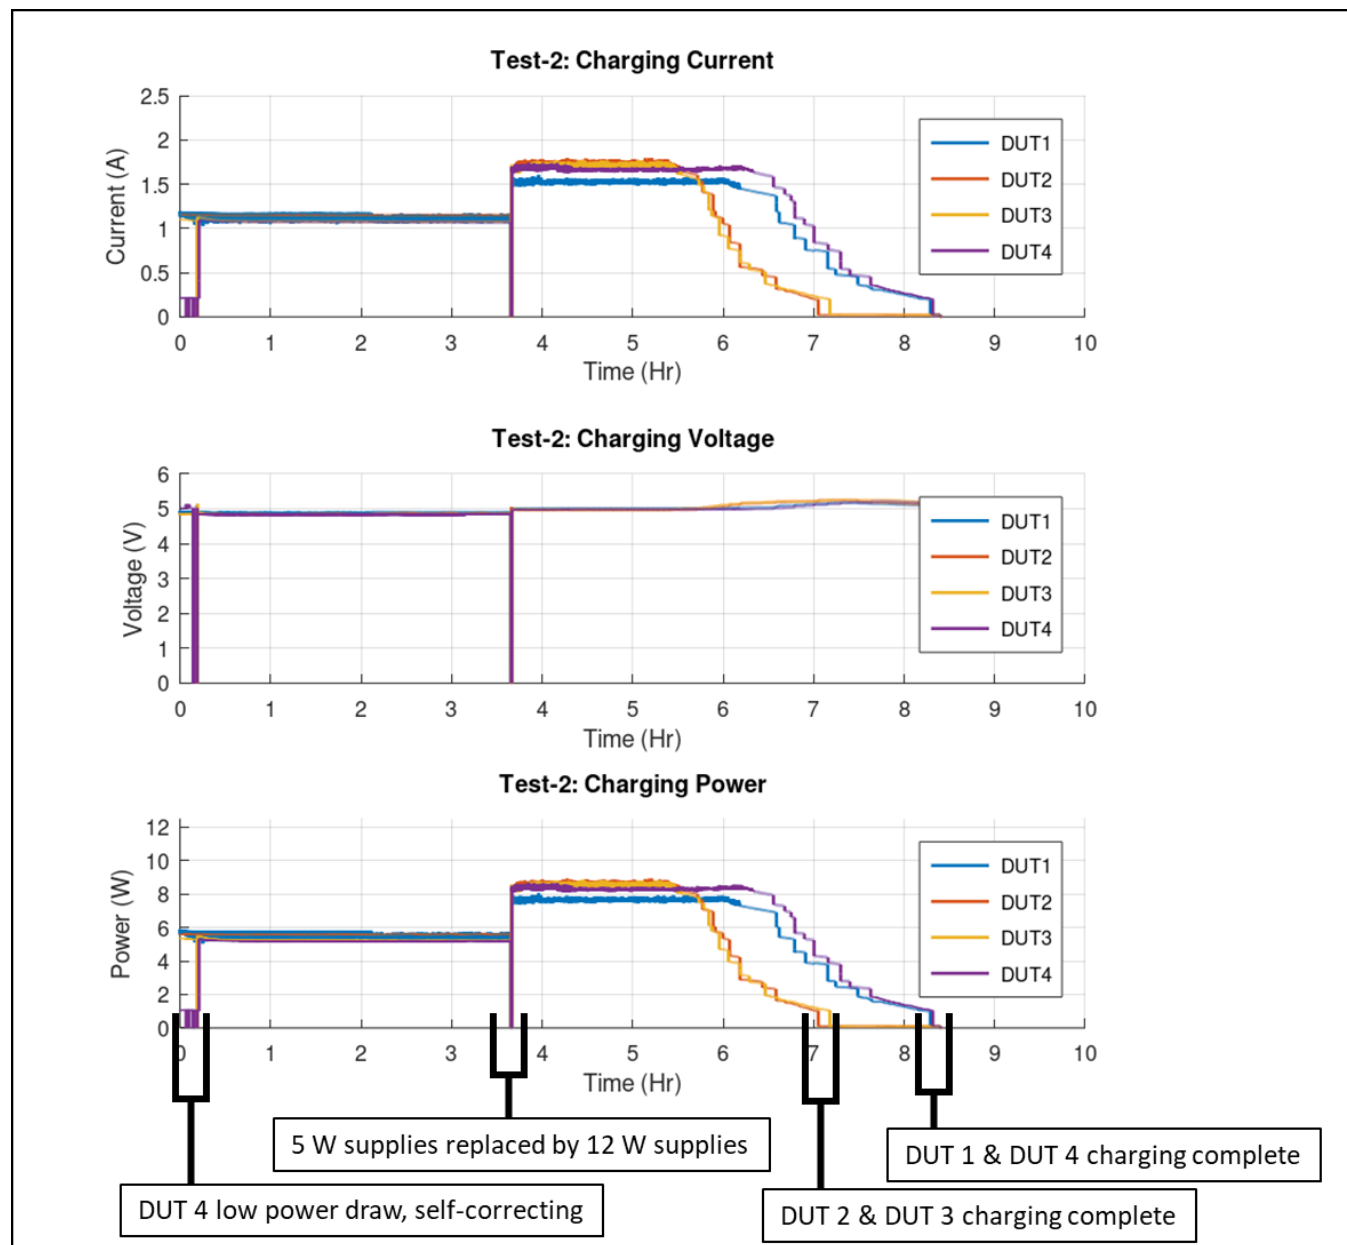 Test-2: Charging Current
2.5
2
1.5
1
0.5
0
Current (A)
DUT1
DUT2
DUT3
DUT4
0 1 2 3 4 5 6 7 8 9 10
Time (Hr)
Test-2: Charging Voltage
6
5
4
3
2
1
0
Voltage (V)
DUT1
DUT2
DUT3
DUT4
0 1 2 3 4 5 6 7 8 9 10
Time (Hr)
Test-2: Charging Power
12
10
8
6
4
2
0
Power (W)
DUT1
DUT2
DUT3
DUT4
0 1 2 3 4 5 6 7 8 9 10
Time (Hr)
5 W supplies replaced by 12 W supplies
DUT 1 & DUT 4 charging complete
DUT 4 low power draw, self-correcting
DUT 2 & DUT 3 charging complete